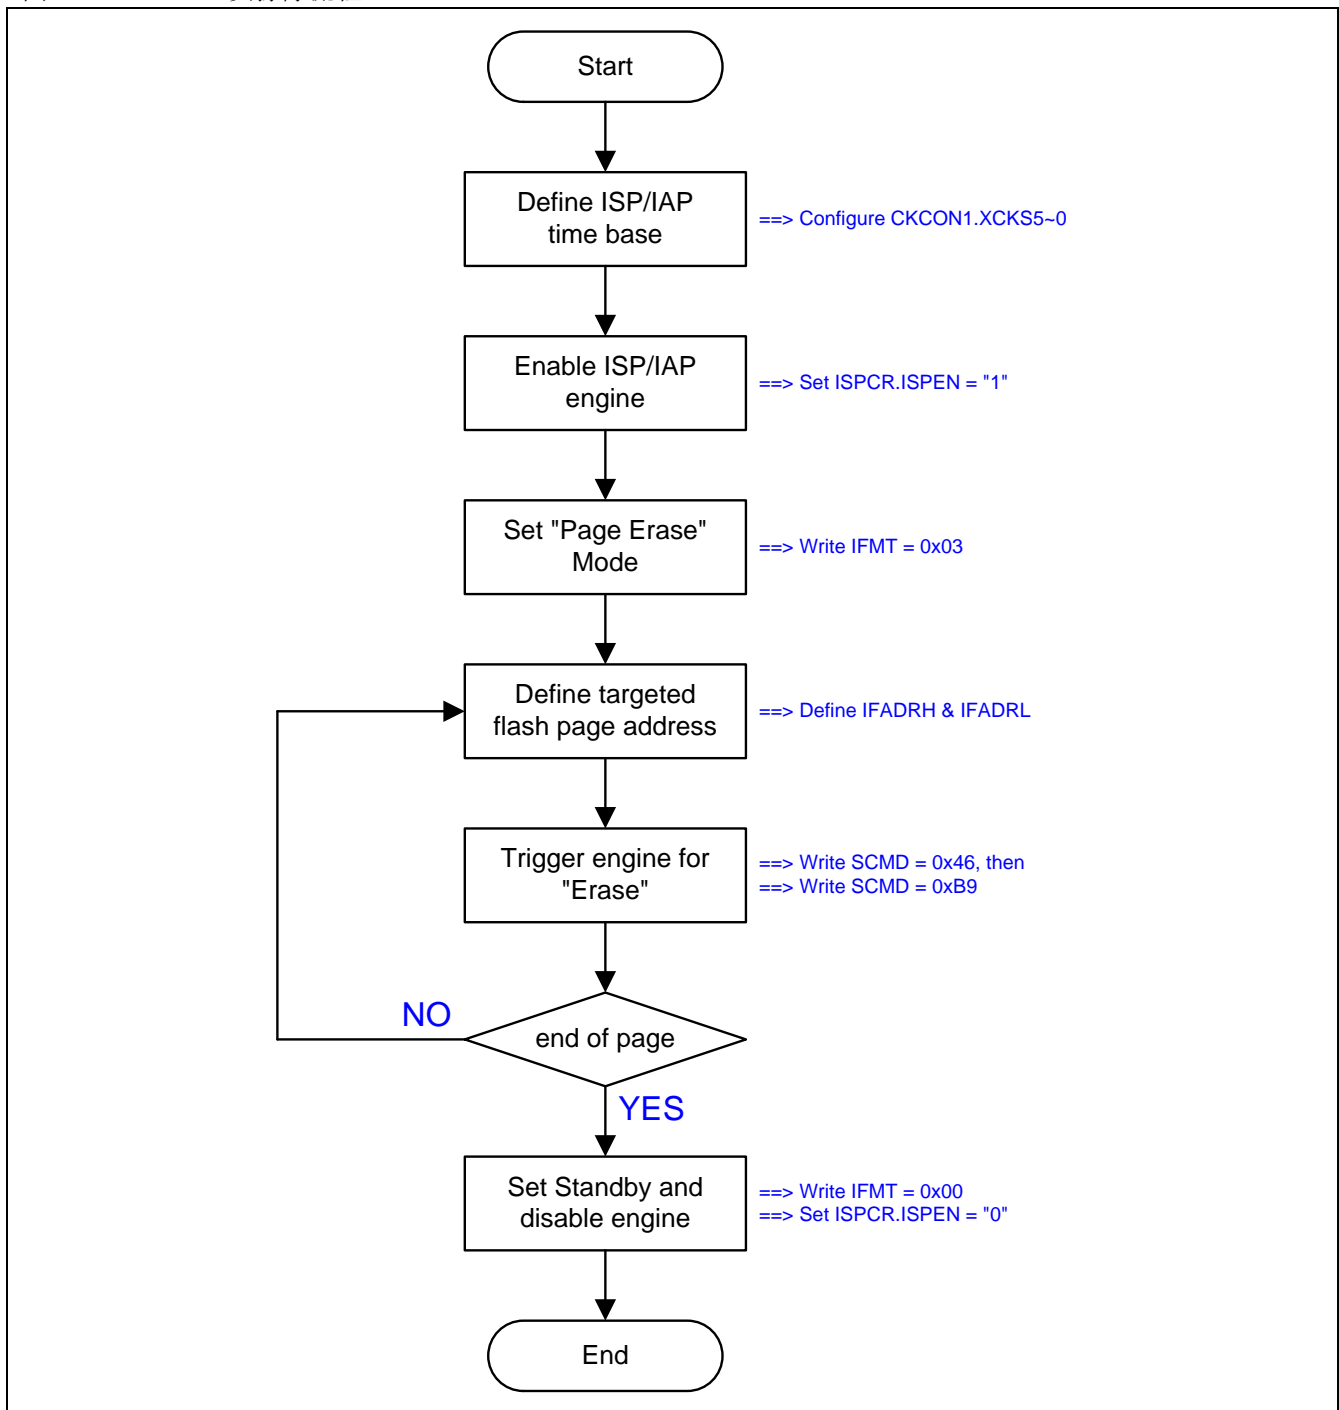 Start
Define ISP/IAP
time base
==> Configure CKCON1.XCKS5~0
Enable ISP/IAP
engine
==> Set ISPCR.ISPEN = "1"
Set "Page Erase"
Mode
==> Write IFMT = 0x03
Define targeted
flash page address
==> Define IFADRH & IFADRL
Trigger engine for
"Erase"
==> Write SCMD = 0x46, then
==> Write SCMD = 0xB9
NO
end of page
YES
Set Standby and
disable engine
==> Write IFMT = 0x00
==> Set ISPCR.ISPEN = "0"
End